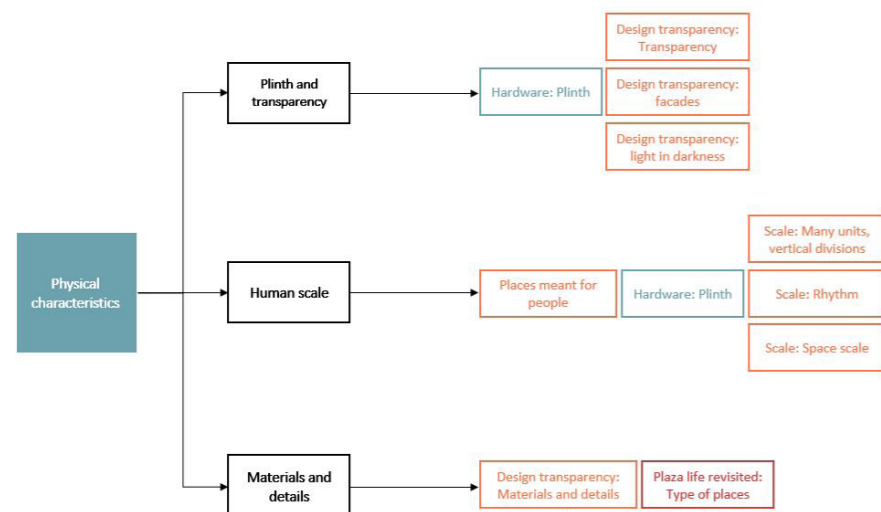 Design transparency:
Transparency
Plinth and
transparency
Hardware: Plinth
Design transparency:
facades
Design transparency:
light in darkness
Physical
characteristics
Human scale
Places meant for
people
Hardware: Plinth
Scale: Many units,
vertical divisions
Scale: Rhythm
Scale: Space scale
Materials and
details
Design transparency:
Materials and details
Plaza life revisited:
Type of places